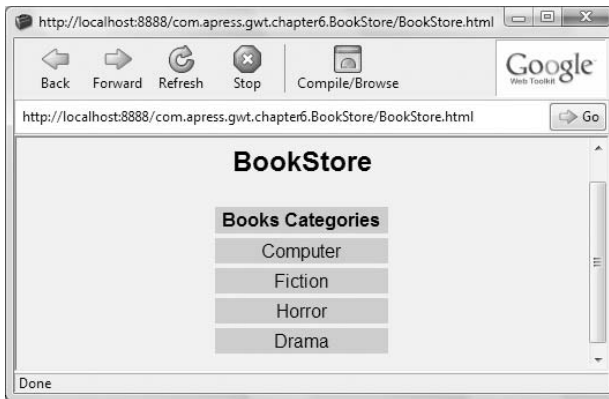 http://localhost:8888/com.apress.gwt.chapter6.BookStore/BookStore.html
Back Forward Refresh Stop Compile/Browse
Google
Web Toolkit
http://localhost:8888/com.apress.gwt.chapter6.BookStore/BookStore.html Go
BookStore
Books Categories
Computer
Fiction
Horror
Drama
Done